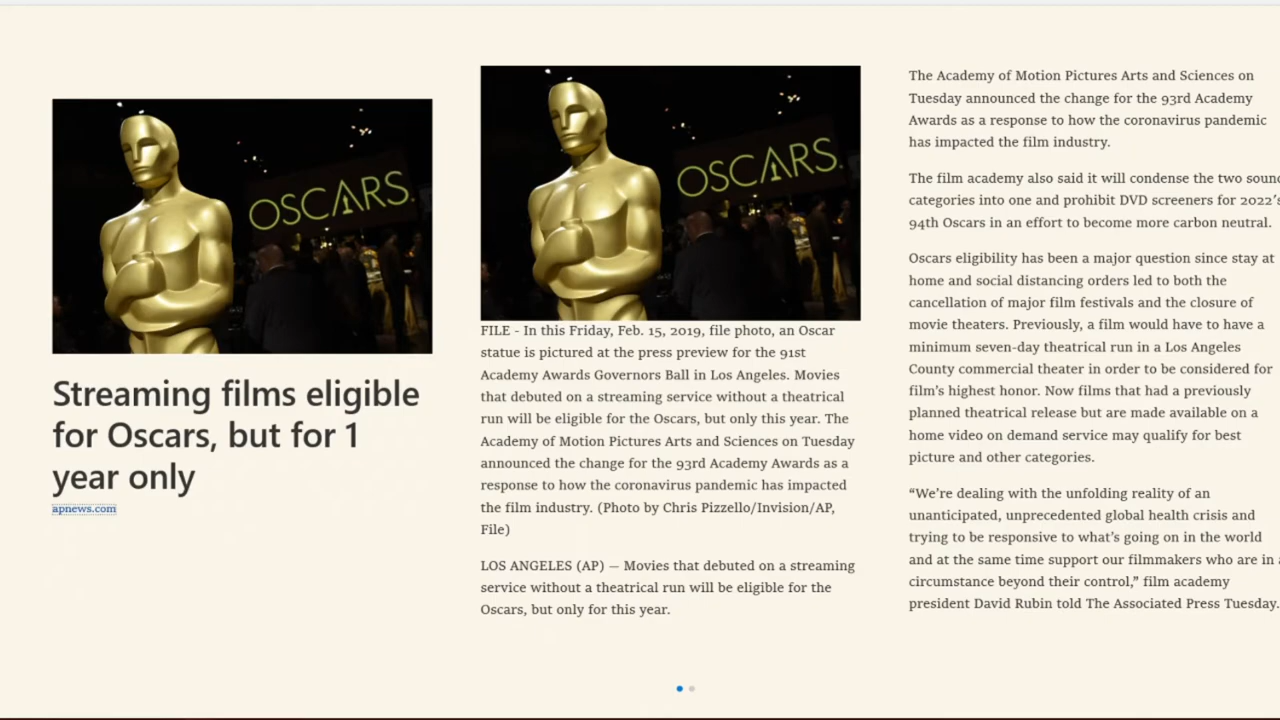 OSCARS.
Streaming films eligible
for Oscars, but for 1
year only
apnews.com
OSCARS.
FILE - In this Friday, Feb. 15, 2019, file photo, an Oscar
statue is pictured at the press preview for the 91st
Academy Awards Governors Ball in Los Angeles. Movies
that debuted on a streaming service without a theatrical
run will be eligible for the Oscars, but only this year. The
Academy of Motion Pictures Arts and Sciences on Tuesday
announced the change for the 93rd Academy Awards as a
response to how the coronavirus pandemic has impacted
the film industry. (Photo by Chris Pizzello/Invision/AP,
File)
LOS ANGELES (AP) — Movies that debuted on a streaming
service without a theatrical run will be eligible for the
Oscars, but only for this year.
The Academy of Motion Pictures Arts and Sciences on
Tuesday announced the change for the 93rd Academy
Awards as a response to how the coronavirus pandemic
has impacted the film industry.
The film academy also said it will condense the two sound
categories into one and prohibit DVD screeners for 2022’s
94th Oscars in an effort to become more carbon neutral.
Oscars eligibility has been a major question since stay at
home and social distancing orders led to both the
cancellation of major film festivals and the closure of
movie theaters. Previously, a film would have to have a
minimum seven-day theatrical run in a Los Angeles
County commercial theater in order to be considered for
film’s highest honor. Now films that had a previously
planned theatrical release but are made available on a
home video on demand service may qualify for best
picture and other categories.
“We’re dealing with the unfolding reality of an
unanticipated, unprecedented global health crisis and
trying to be responsive to what’s going on in the world
and at the same time support our filmmakers who are in a
circumstance beyond their control,” film academy
president David Rubin told The Associated Press Tuesday.